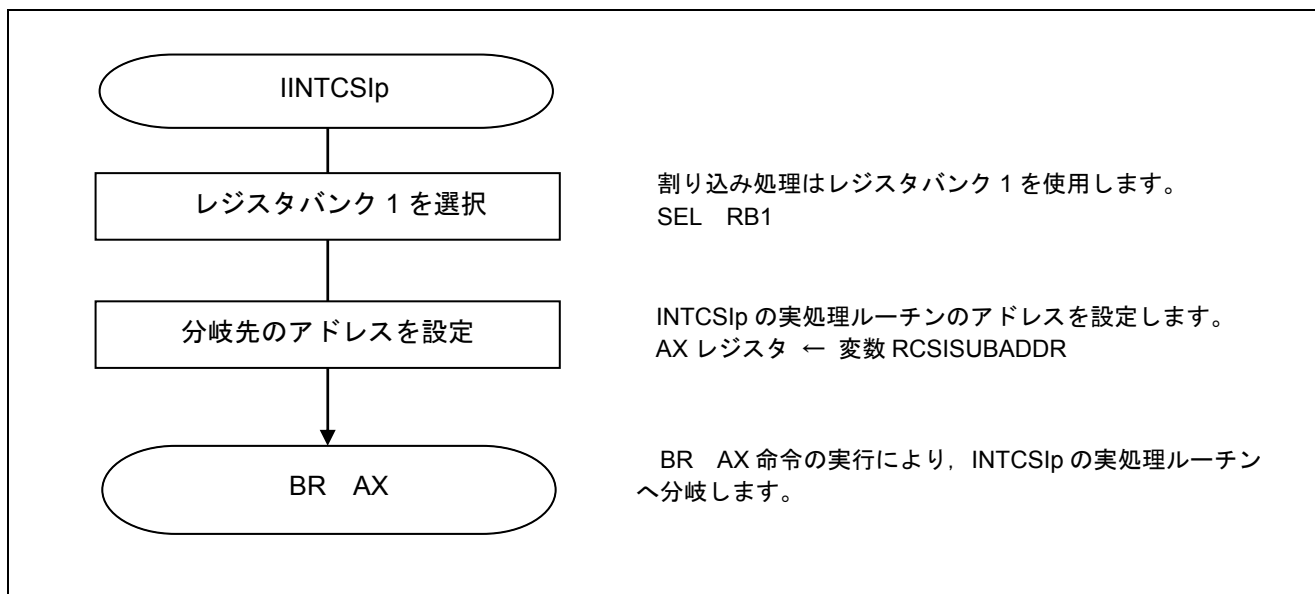 IINTCSIp
レジスタバンク 1 を選択
割り込み処理はレジスタバンク 1 を使用します。
SEL　RB1
分岐先のアドレスを設定
INTCSIp の実処理ルーチンのアドレスを設定します。
AX レジスタ ← 変数 RCSISUBADDR
BR　AX
BR　AX 命令の実行により，INTCSIp の実処理ルーチン
へ分岐します。